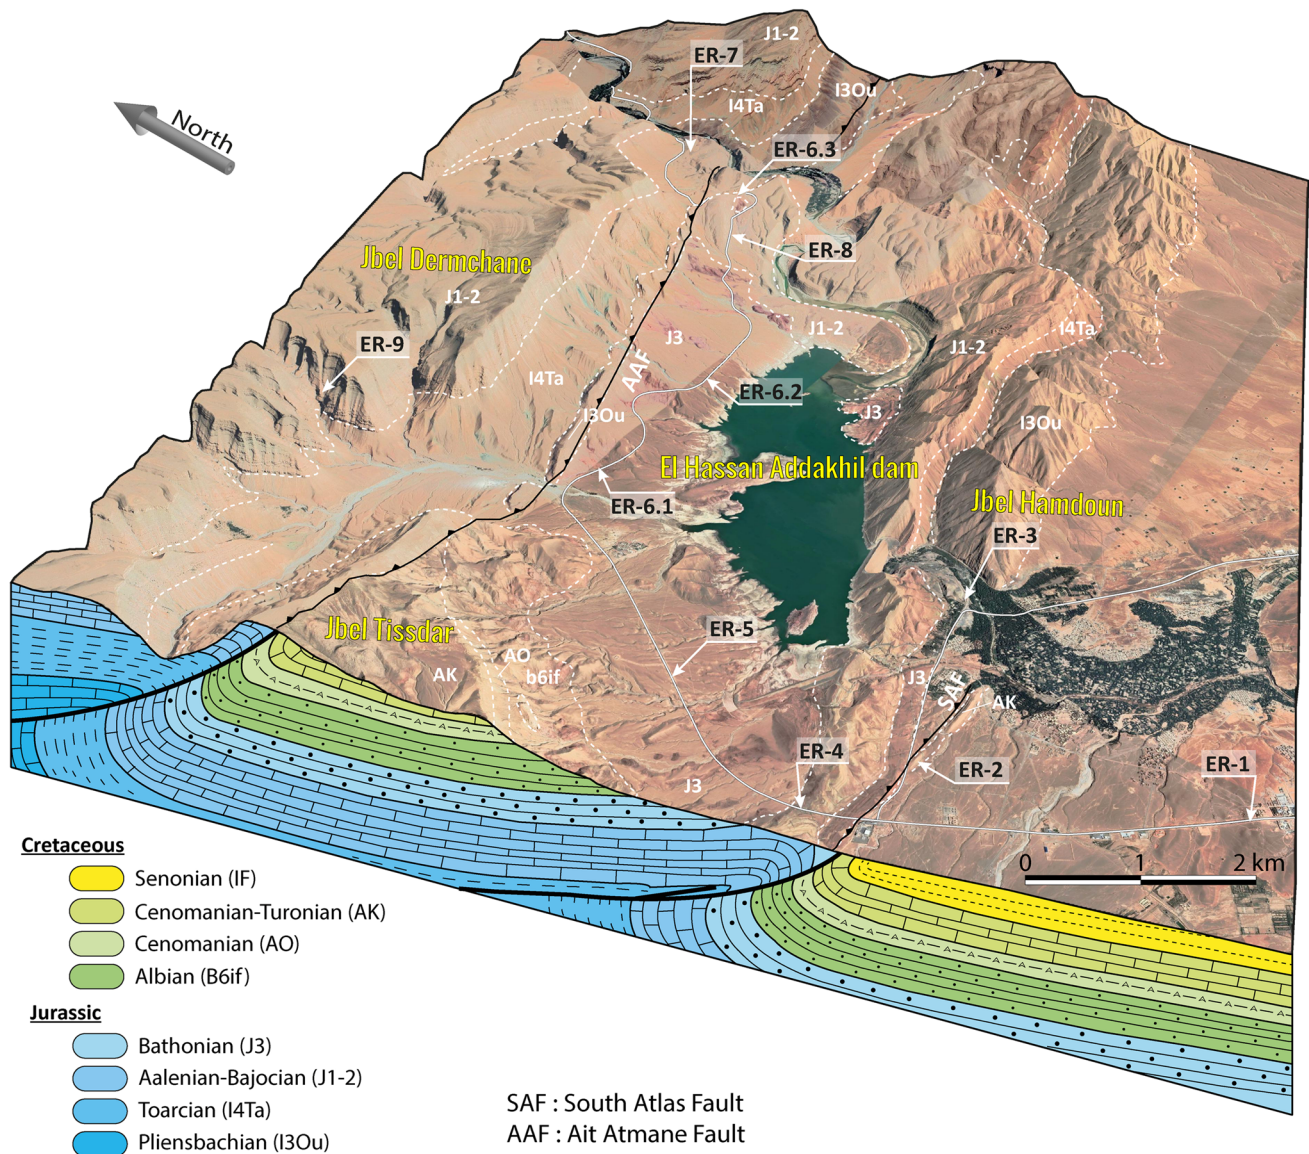 J1-2
ER-7
I3Ou
I4Ta
North
ER-6.3
ER-8
Jbel Dermchane
J1-2
ER-9
J3
J1-2
J1-2
I4Ta
AAF
I4Ta
ER-6.2
I3Ou
J3
I3Ou
El Hassan Addakhil dam
ER-6.1
Jbel Hamdoun
ER-3
Jbel Tissdar
ER-5
AO
AK
b6if
J3
SAF
AK
ER-4
ER-2
ER-1
J3
0 1 2 km
Cretaceous
Senonian (IF)
Cenomanian-Turonian (AK)
Cenomanian (AO)
Albian (B6if)
Jurassic
Bathonian (J3)
Aalenian-Bajocian (J1-2)
Toarcian (I4Ta)
Pliensbachian (I3Ou)
SAF : South Atlas Fault
AAF : Ait Atmane Fault